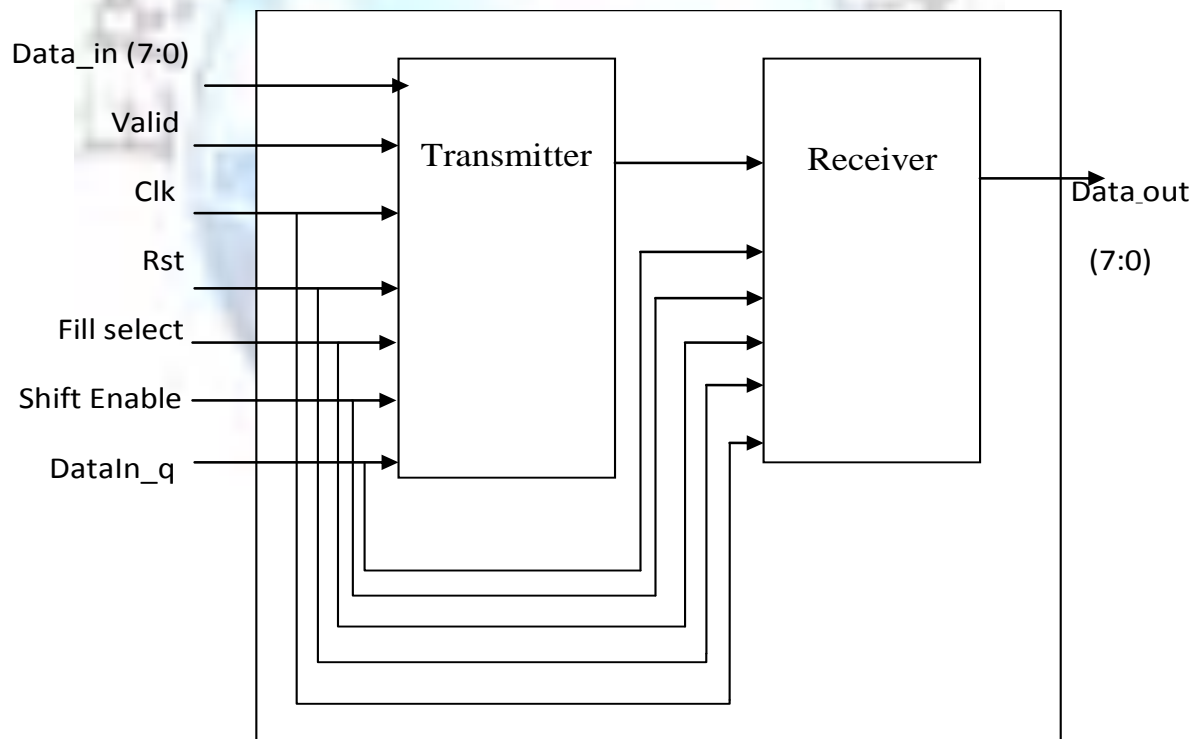 Data_in (7:0)
Valid
Clk
Rst
Fill select
Shift Enable
DataIn_q
Transmitter
Receiver
Data_out
(7:0)